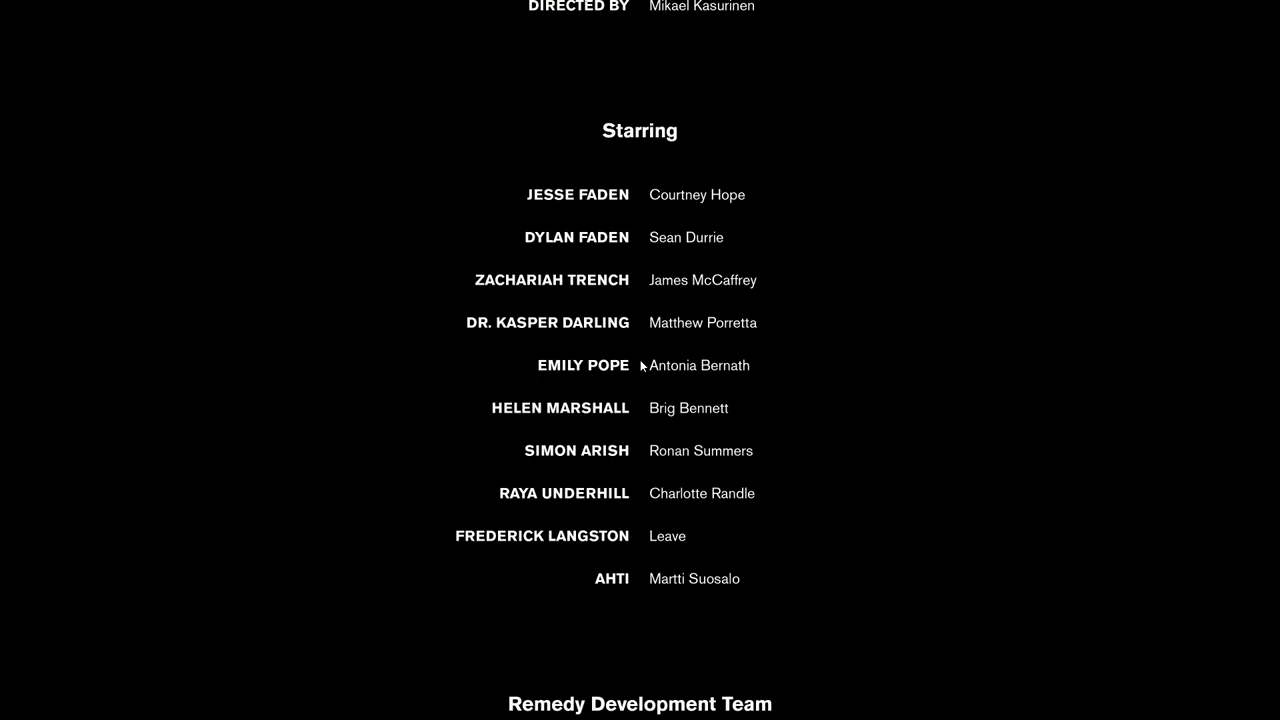 DIRECTED BY Mikael Kasurinen
Starring
JESSE FADEN Courtney Hope
DYLAN FADEN Sean Durrie
ZACHARIAH TRENCH James McCaffrey
DR. KASPER DARLING Matthew Porretta
EMILY POPE Antonia Bernath
HELEN MARSHALL Brig Bennett
SIMON ARISH Ronan Summers
RAYA UNDERHILL Charlotte Randle
FREDERICK LANGSTON Leave
AHTI Martti Suosalo
Remedy Development Team